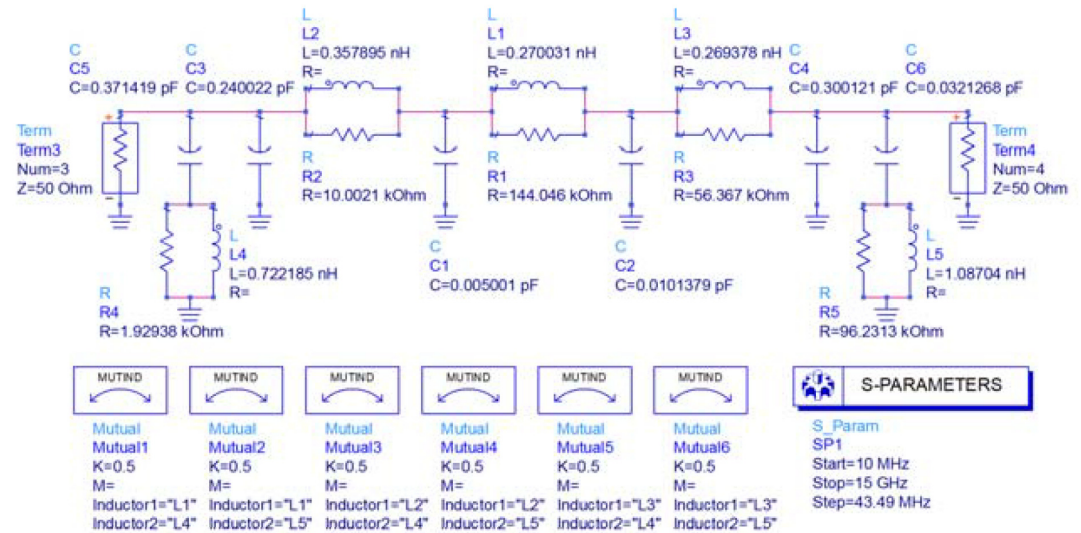 C
C5
C=0.371419 pF
C
C3
C=0.240022 pF
L
L2
L=0.357895 nH
R=
L
L1
L=0.270031 nH
R=
L
L3
L=0.269378 nH
R=
C
C4
C=0.300121 pF
C
C6
C=0.0321268 pF
+
Term
Term3
Num=3
Z=50 Ohm
-
R
R2
R=10.0021 kOhm
R
R1
R=144.046 kOhm
R
R3
R=56.367 kOhm
+
Term
Term4
Num=4
Z=50 Ohm
-
L
L4
L=0.722185 nH
R=
R
R4
R=1.92938 kOhm
C
C1
C=0.005001 pF
C
C2
C=0.0101379 pF
L
L5
L=1.08704 nH
R=
R
R5
R=96.2313 kOhm
MUTIND
Mutual
Mutual1
K=0.5
M=
Inductor1="L1"
Inductor2="L4"
MUTIND
Mutual
Mutual2
K=0.5
M=
Inductor1="L1"
Inductor2="L5"
MUTIND
Mutual
Mutual3
K=0.5
M=
Inductor1="L2"
Inductor2="L4"
MUTIND
Mutual
Mutual4
K=0.5
M=
Inductor1="L2"
Inductor2="L5"
MUTIND
Mutual
Mutual5
K=0.5
M=
Inductor1="L3"
Inductor2="L4"
MUTIND
Mutual
Mutual6
K=0.5
M=
Inductor1="L3"
Inductor2="L5"
S-PARAMETERS
S_Param
SP1
Start=10 MHz
Stop=15 GHz
Step=43.49 MHz